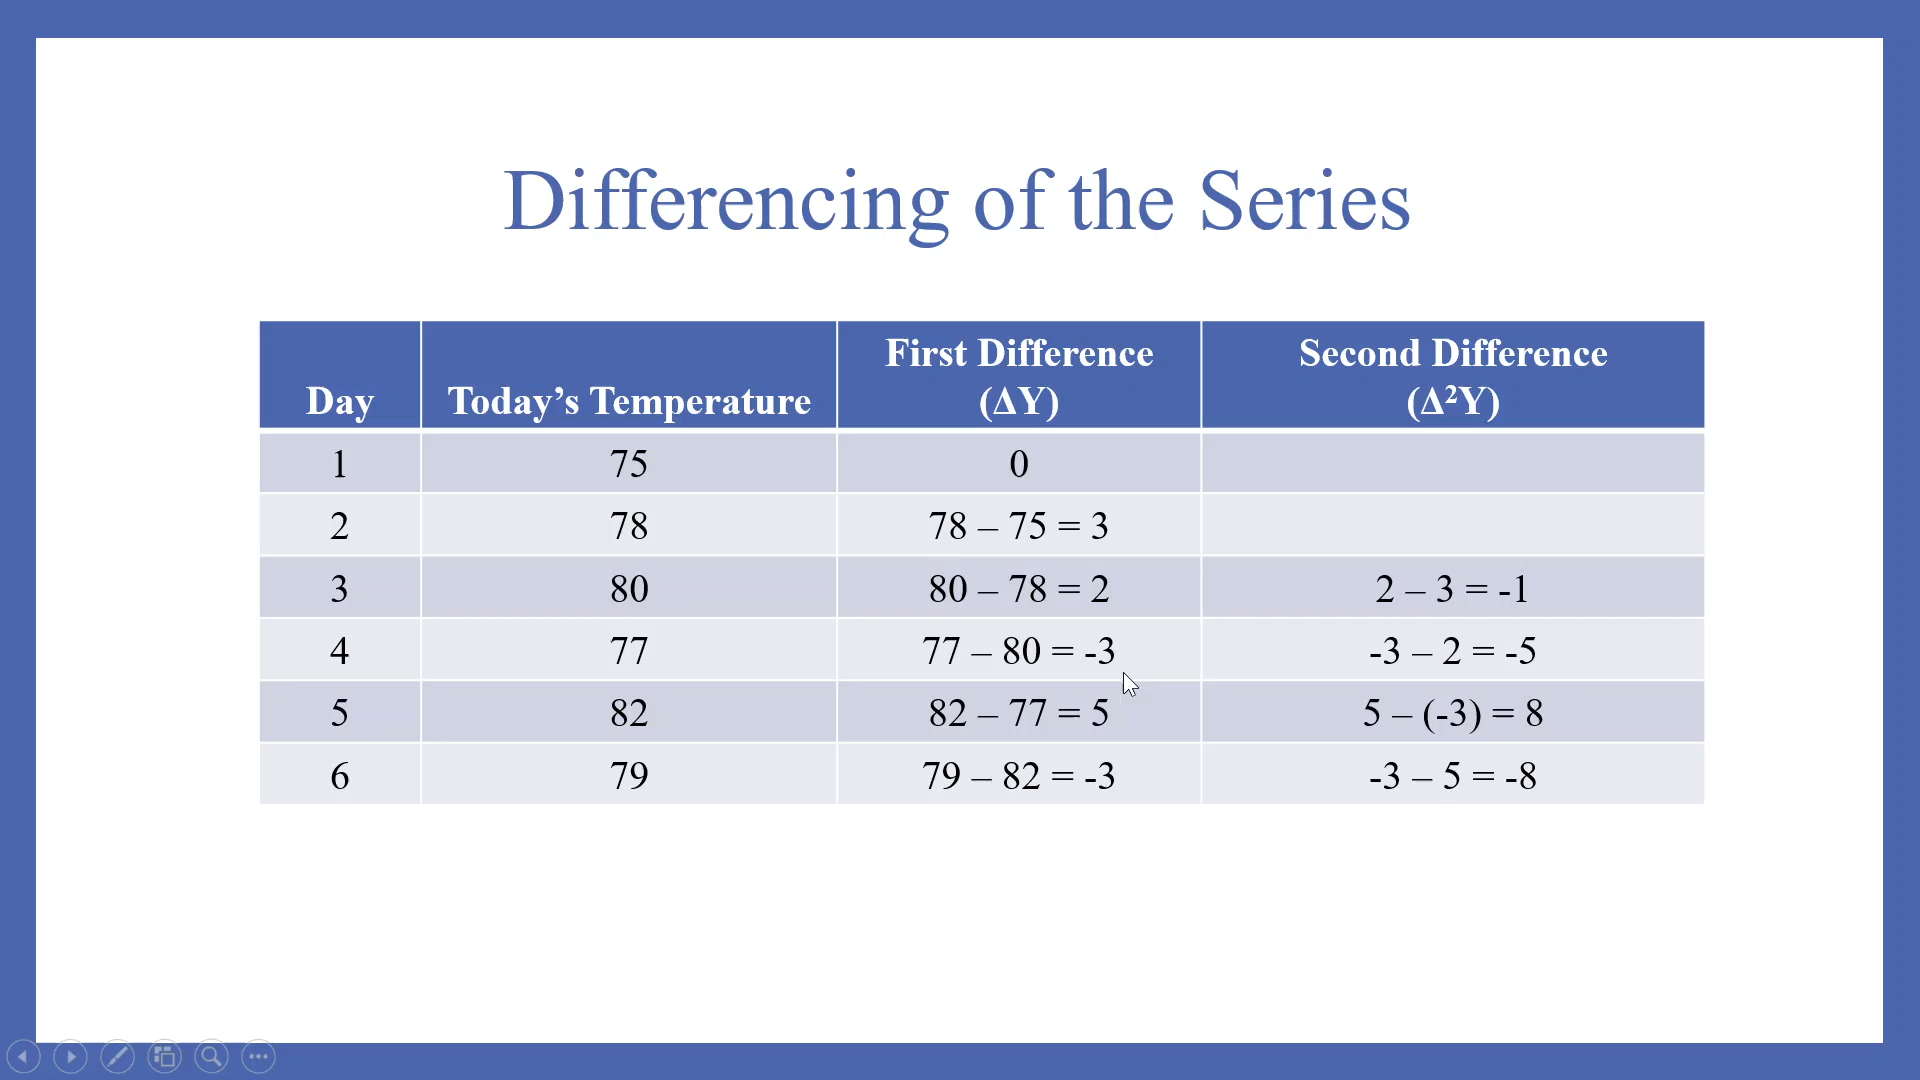 Differencing of the Series
Day Today’s Temperature First Difference (ΔY) Second Difference (Δ²Y)
1 75 0
2 78 78 – 75 = 3
3 80 80 – 78 = 2 2 – 3 = -1
4 77 77 – 80 = -3 -3 – 2 = -5
5 82 82 – 77 = 5 5 – (-3) = 8
6 79 79 – 82 = -3 -3 – 5 = -8